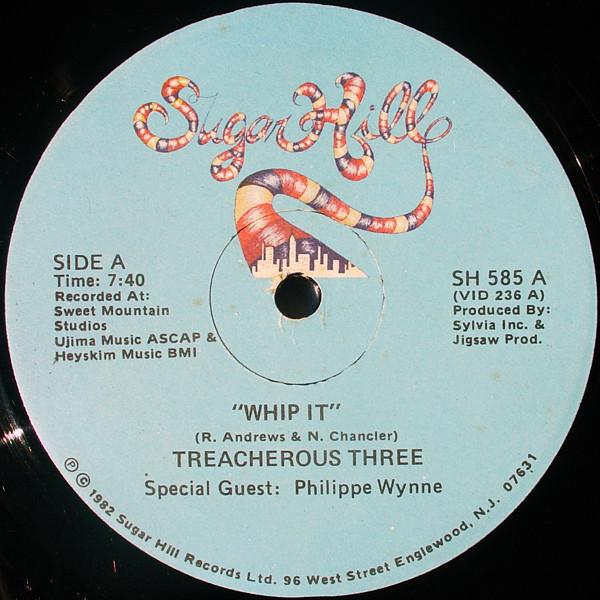 Sugar Hill
SIDE A
Time: 7:40
Recorded At:
Sweet Mountain
Studios
Ujima Music ASCAP &
Heyskim Music BMI
SH 585 A
(VID 236 A)
Produced By:
Sylvia Inc. &
Jigsaw Prod.
"WHIP IT"
(R. Andrews & N. Chancler)
TREACHEROUS THREE
Special Guest: Philippe Wynne
Ⓟ © 1982 Sugar Hill Records Ltd. 96 West Street Englewood, N.J. 07631